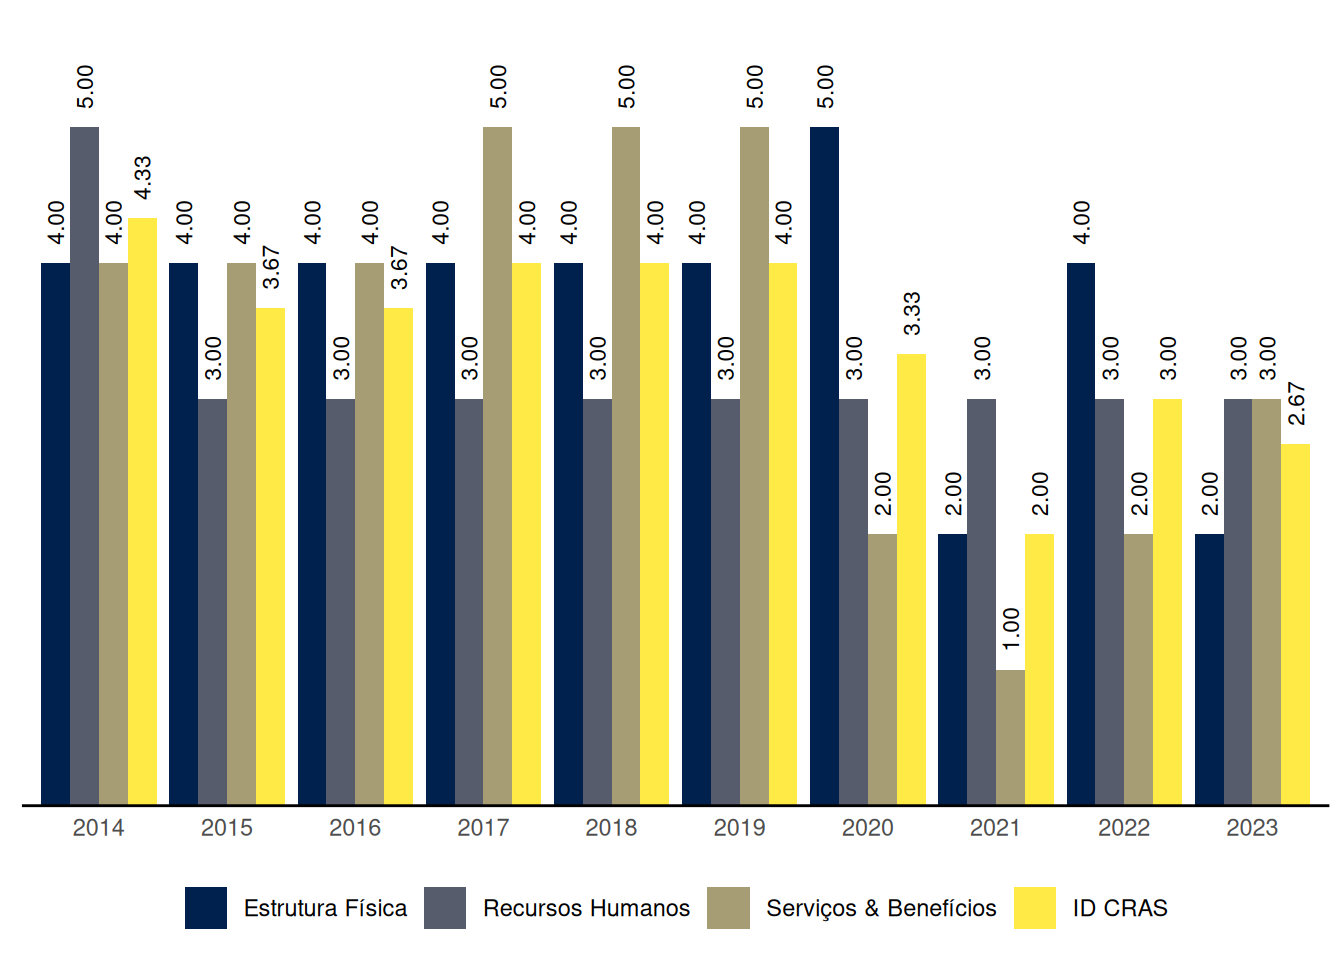 4.00 5.00 4.00 4.33 4.00 3.00 4.00 3.67 4.00 3.00 4.00 3.67 4.00 3.00 5.00 4.00 4.00 3.00 5.00 4.00 4.00 3.00 5.00 4.00 5.00 3.00 2.00 3.33 2.00 3.00 1.00 2.00 4.00 3.00 2.00 3.00 2.00 3.00 3.00 2.67
2014 2015 2016 2017 2018 2019 2020 2021 2022 2023
Estrutura Física Recursos Humanos Serviços & Benefícios ID CRAS